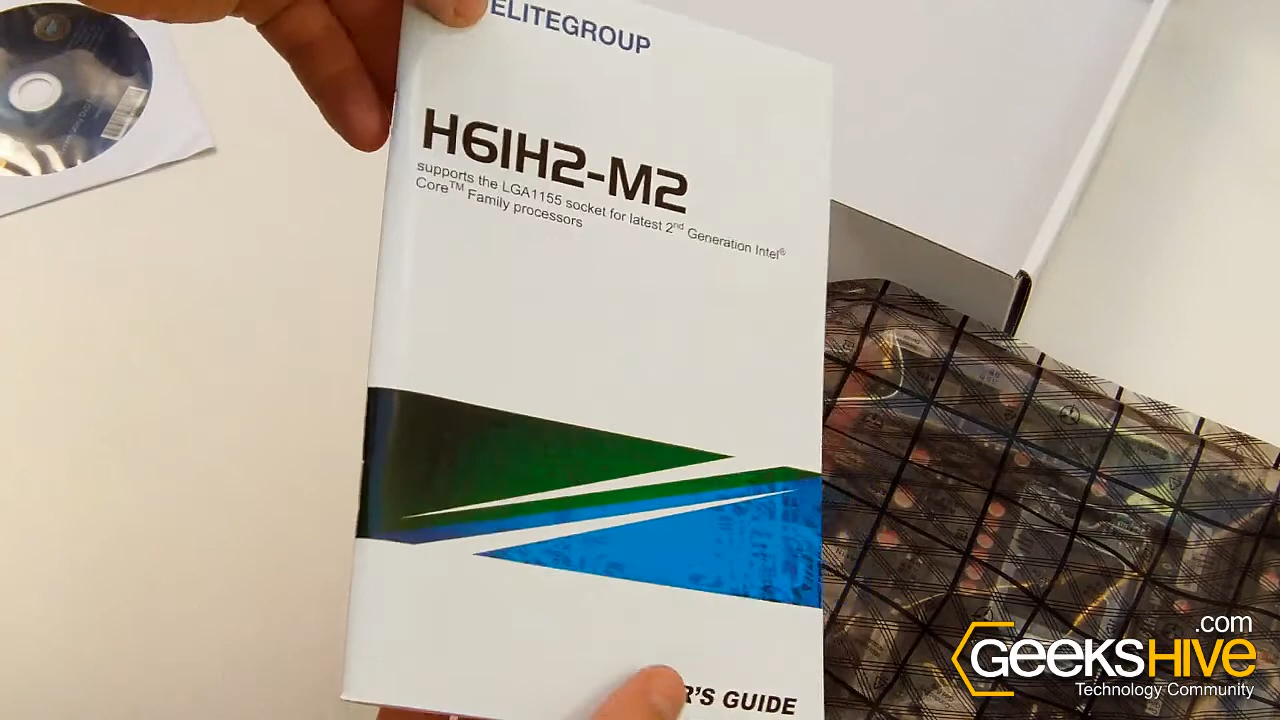 ELITEGROUP
H61H2-M2
supports the LGA1155 socket for latest 2nd Generation Intel®
Core™ Family processors
R'S GUIDE
.com
GEEKSHIVE
Technology Community